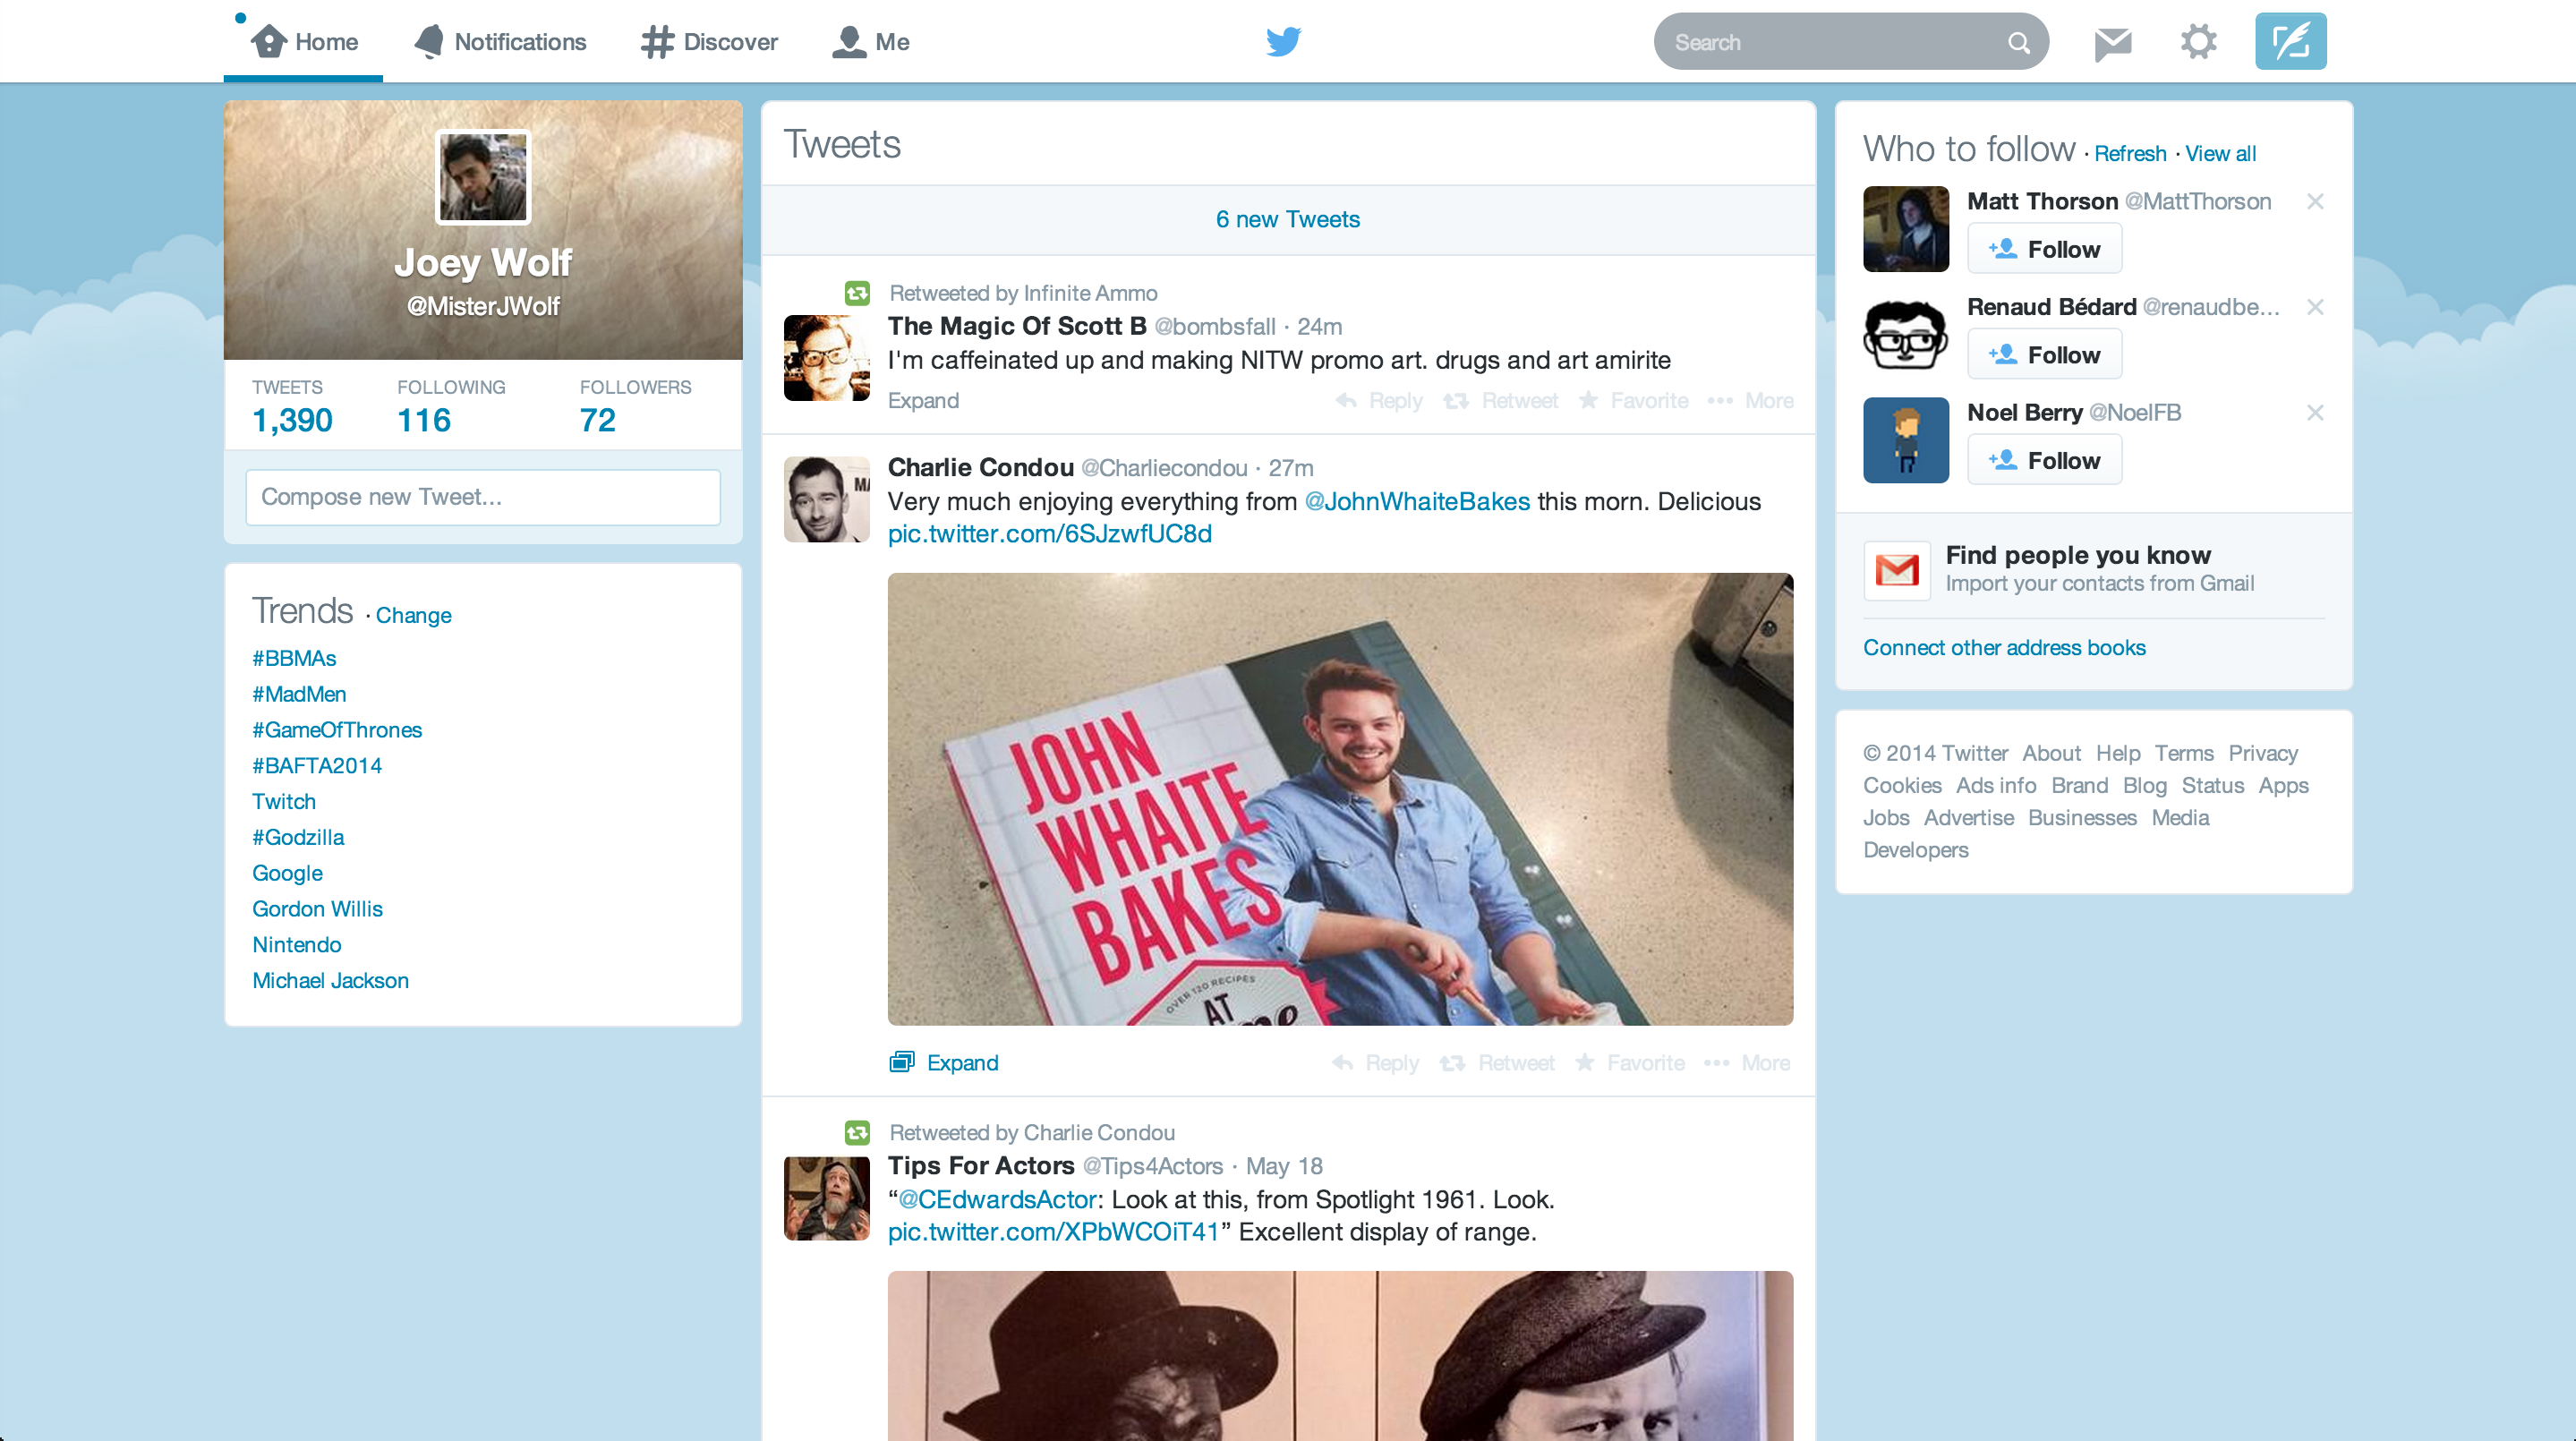 Home Notifications Discover Me
Search
Joey Wolf
@MisterJWolf
TWEETS FOLLOWING FOLLOWERS
1,390 116 72
Compose new Tweet...
Trends · Change
#BBMAs
#MadMen
#GameOfThrones
#BAFTA2014
Twitch
#Godzilla
Google
Gordon Willis
Nintendo
Michael Jackson
Tweets
6 new Tweets
Retweeted by Infinite Ammo
The Magic Of Scott B @bombsfall · 24m
I'm caffeinated up and making NITW promo art. drugs and art amirite
Expand Reply Retweet Favorite More
Charlie Condou @Charliecondou · 27m
Very much enjoying everything from @JohnWhaiteBakes this morn. Delicious
pic.twitter.com/6SJzwfUC8d
JOHN
WHAITE
BAKES
OVER 120 RECIPES
AT
Expand Reply Retweet Favorite More
Retweeted by Charlie Condou
Tips For Actors @Tips4Actors · May 18
“@CEdwardsActor: Look at this, from Spotlight 1961. Look.
pic.twitter.com/XPbWCOiT41” Excellent display of range.
Who to follow · Refresh · View all
Matt Thorson @MattThorson
Follow
Renaud Bédard @renaudbe...
Follow
Noel Berry @NoelFB
Follow
Find people you know
Import your contacts from Gmail
Connect other address books
© 2014 Twitter About Help Terms Privacy
Cookies Ads info Brand Blog Status Apps
Jobs Advertise Businesses Media
Developers